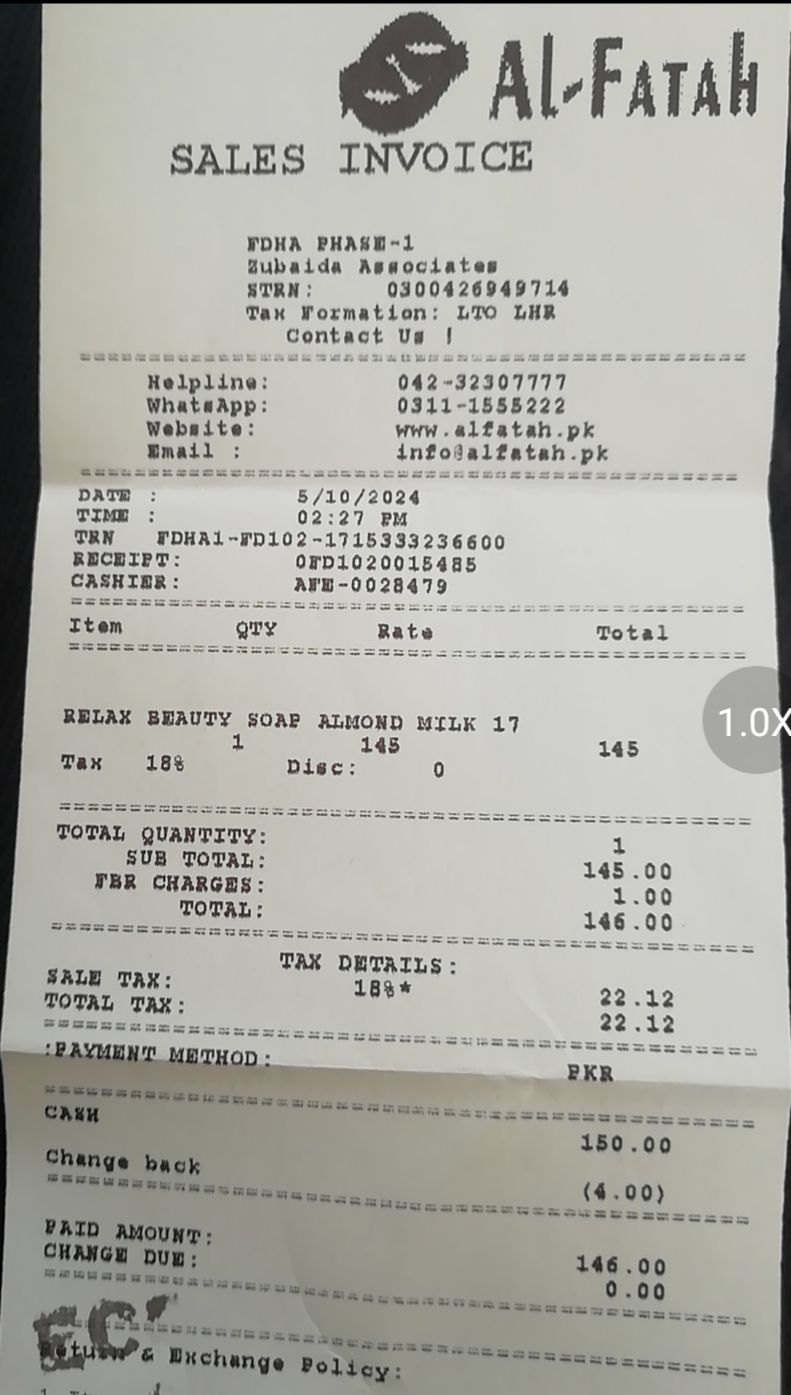 Al-Fatah
SALES INVOICE
FDHA PHASE-1
Zubaida Associates
STRN: 0300426949714
Tax Formation: LTO LHR
Contact Us !
Helpline: 042-32307777
WhatsApp: 0311-1555222
Website: www.alfatah.pk
Email : info@alfatah.pk
DATE : 5/10/2024
TIME : 02:27 PM
TRN FDHA1-FD102-1715333236600
RECEIPT: 0FD1020015485
CASHIER: AFE-0028479
Item QTY Rate Total
RELAX BEAUTY SOAP ALMOND MILK 17
1 145 145
Tax 18% Disc: 0
TOTAL QUANTITY: 1
SUB TOTAL: 145.00
FBR CHARGES: 1.00
TOTAL: 146.00
TAX DETAILS:
SALE TAX: 18%* 22.12
TOTAL TAX: 22.12
:PAYMENT METHOD: PKR
CASH 150.00
Change back (4.00)
PAID AMOUNT: 146.00
CHANGE DUE: 0.00
Return & Exchange Policy:
1.0X